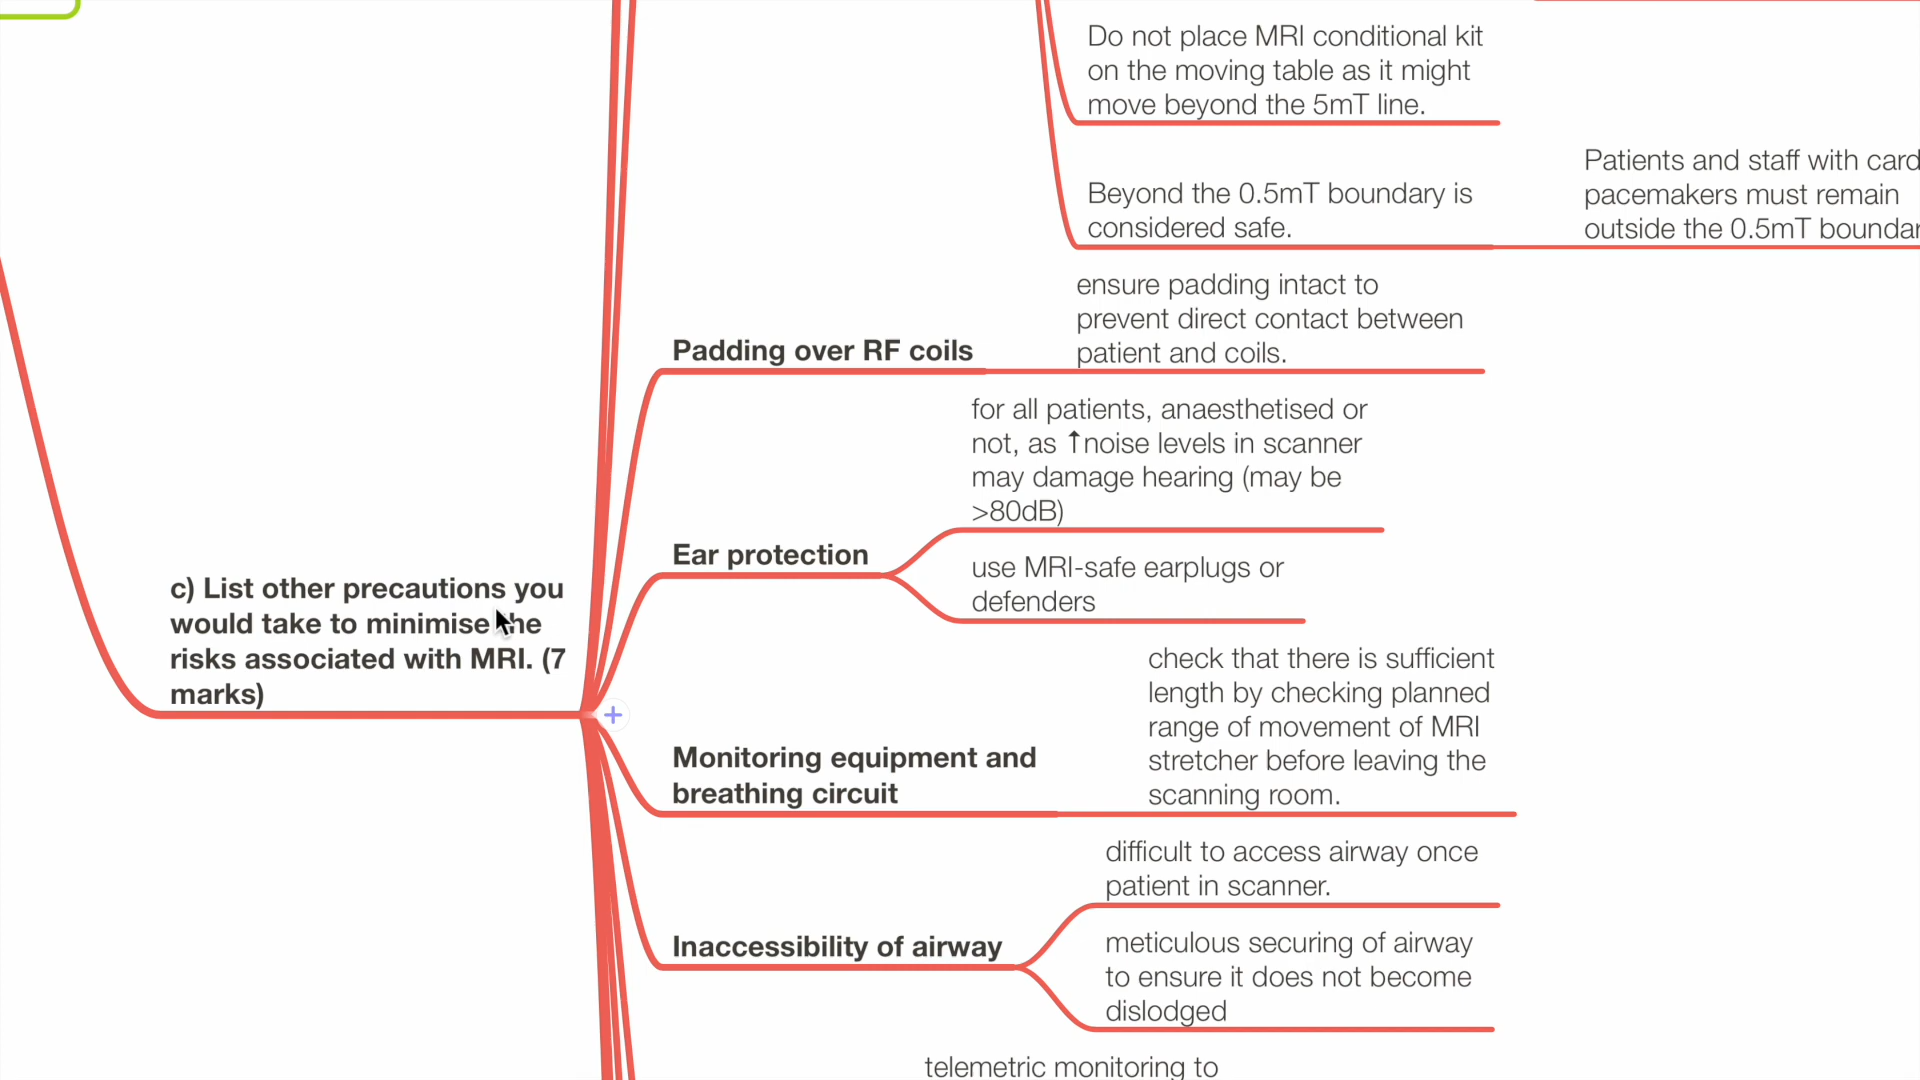 Do not place MRI conditional kit
on the moving table as it might
move beyond the 5mT line.
Beyond the 0.5mT boundary is
considered safe.
Patients and staff with
pacemakers must remain
outside the 0.5mT
Padding over RF coils
ensure padding intact to
prevent direct contact between
patient and coils.
Ear protection
for all patients, anaesthetised or
not, as ↑noise levels in scanner
may damage hearing (may be
>80dB)
use MRI-safe earplugs or
defenders
c) List other precautions you
would take to minimise the
risks associated with MRI. (7
marks)
Monitoring equipment and
breathing circuit
check that there is sufficient
length by checking planned
range of movement of MRI
stretcher before leaving the
scanning room.
Inaccessibility of airway
difficult to access airway once
patient in scanner.
meticulous securing of airway
to ensure it does not become
dislodged
telemetric monitoring to